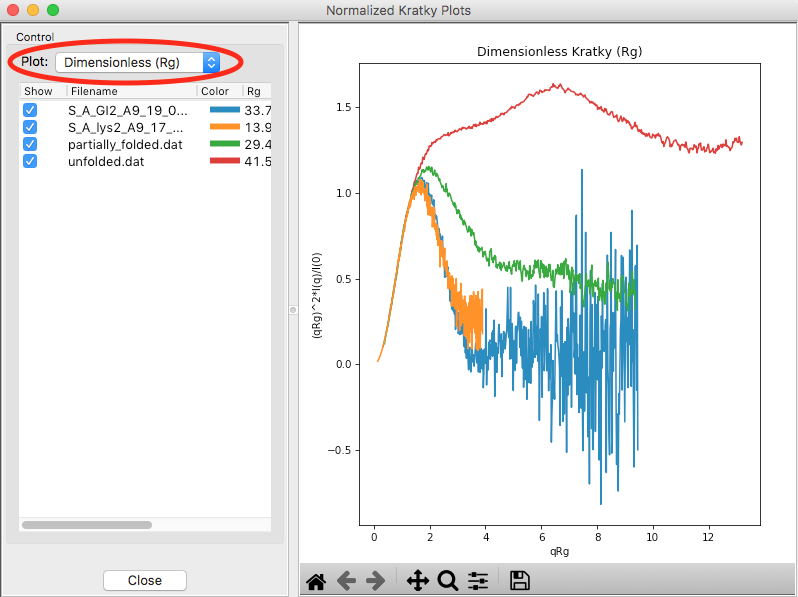 Normalized Kratky Plots
Control
Plot: Dimensionless (Rg)
Show Filename Color Rg
S_A_GI2_A9_19_0... 33.7
S_A_lys2_A9_17_... 13.9
partially_folded.dat 29.4
unfolded.dat 41.5
Close
Dimensionless Kratky (Rg)
1.5
1.0
0.5
0.0
−0.5
(qRg)^2*I(q)/I(0)
0 2 4 6 8 10 12
qRg